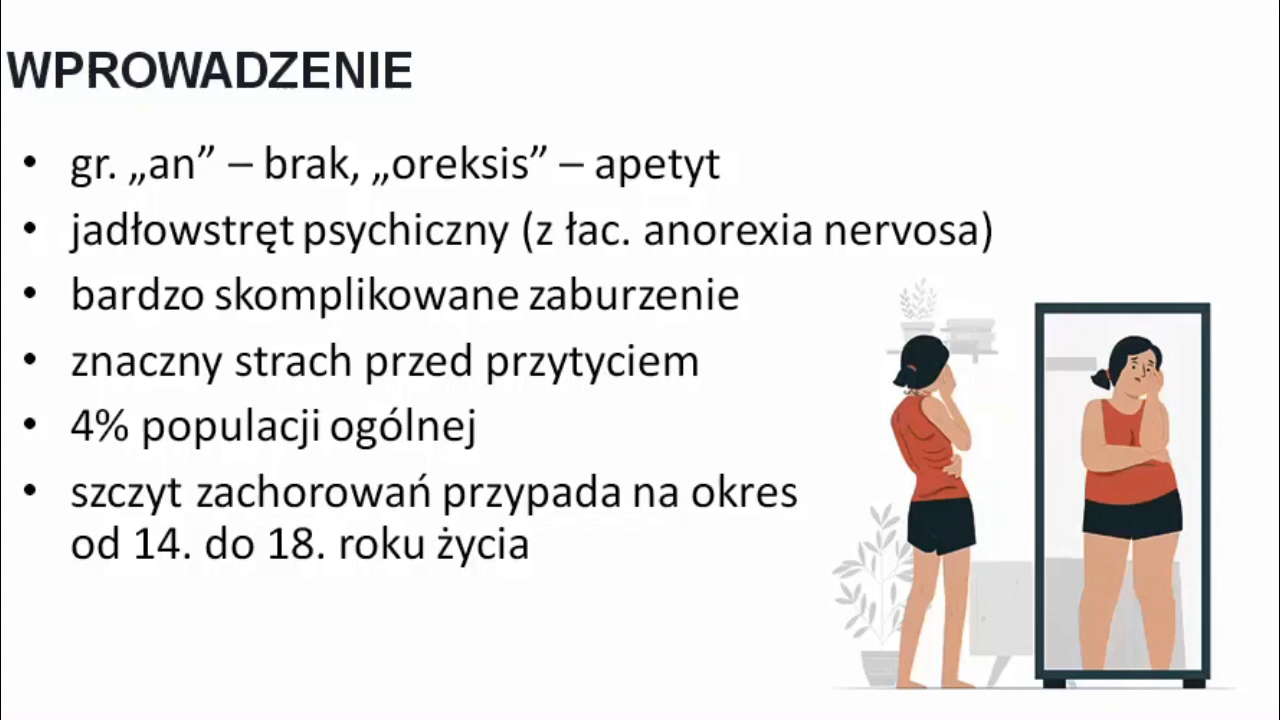 WPROWADZENIE
• gr. „an” – brak, „oreksis” – apetyt
• jadłowstręt psychiczny (z łac. anorexia nervosa)
• bardzo skomplikowane zaburzenie
• znaczny strach przed przytyciem
• 4% populacji ogólnej
• szczyt zachorowań przypada na okres
od 14. do 18. roku życia